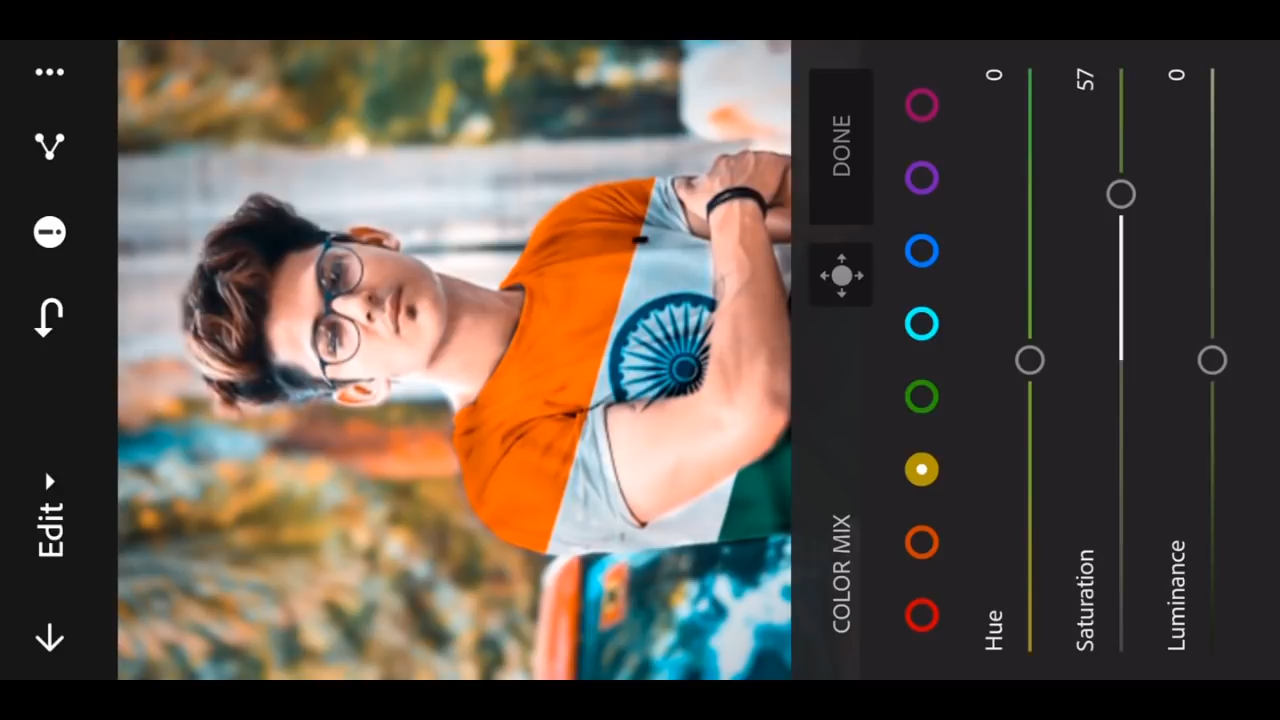 Edit
COLOR MIX
DONE
Hue
0
Saturation
57
Luminance
0